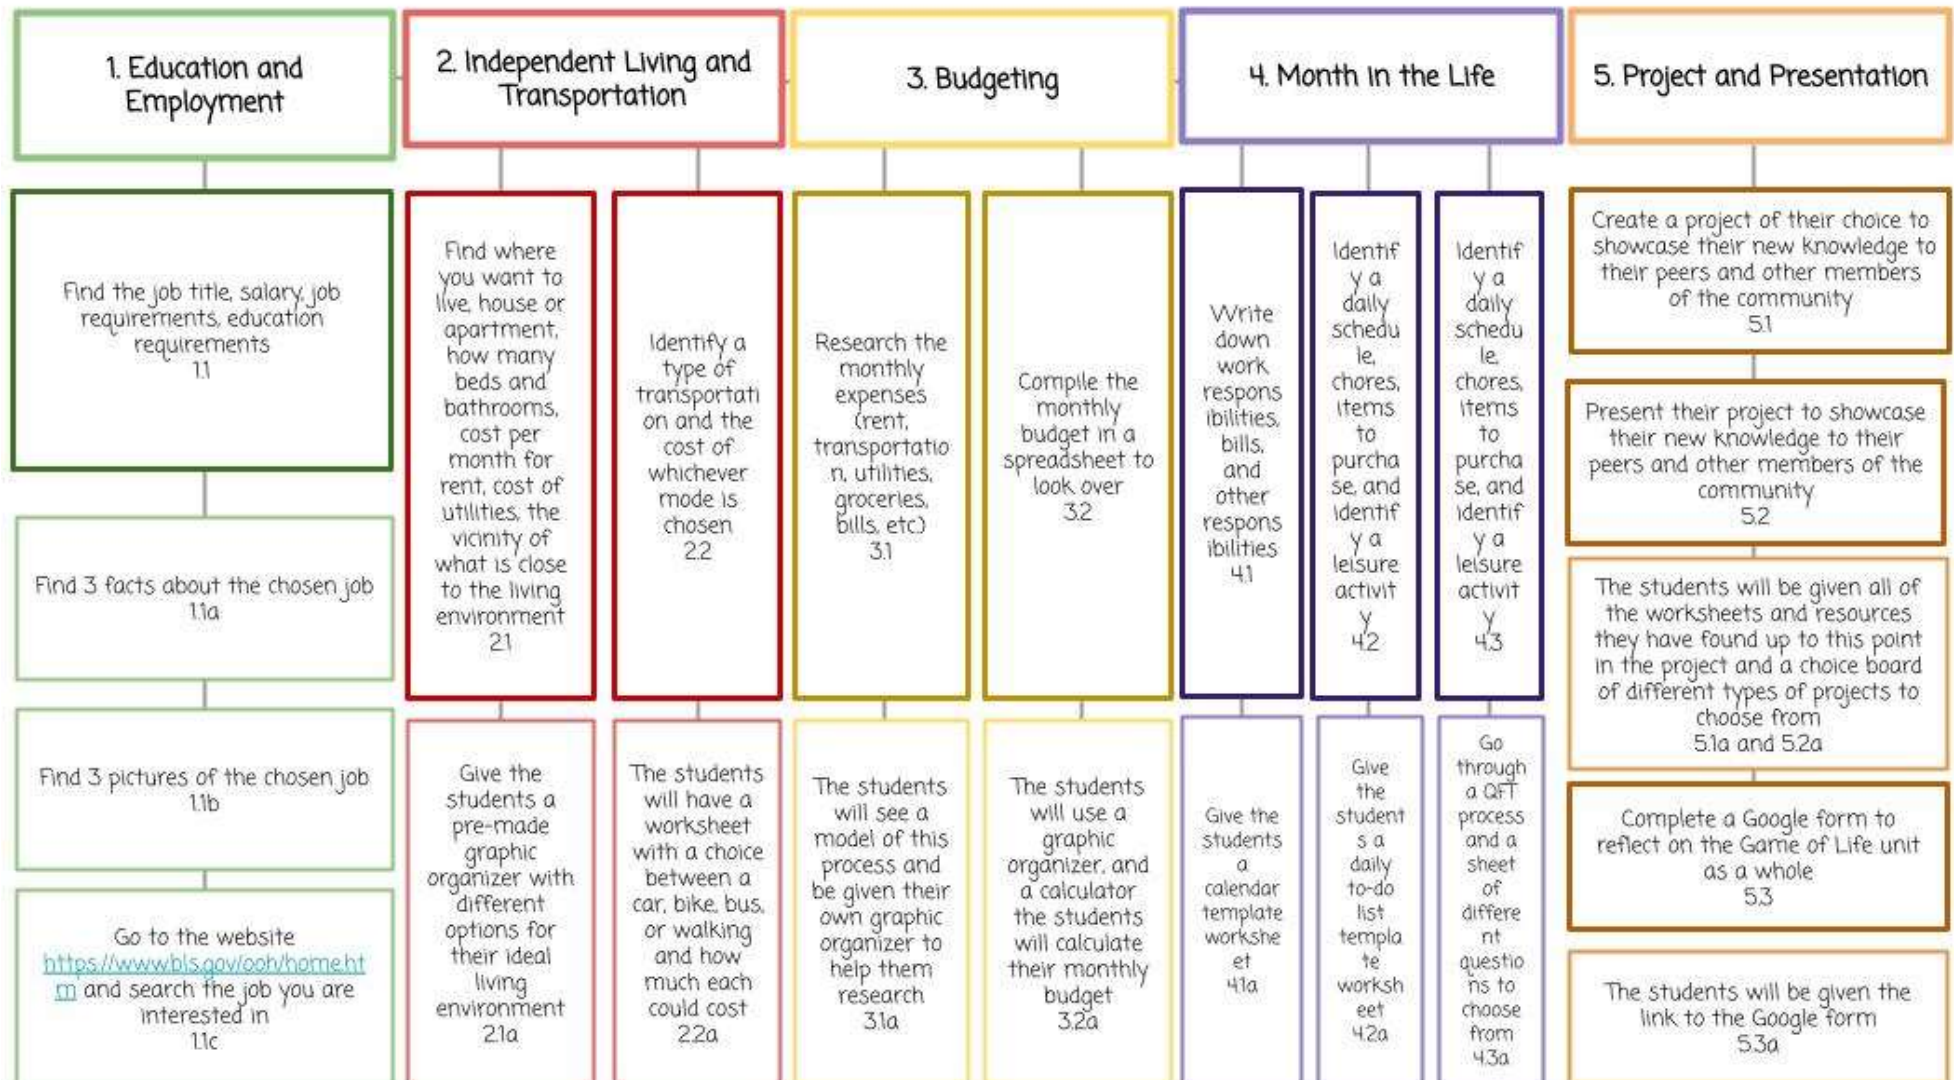 1. Education and
Employment
Find the job title, salary, job
requirements, education
requirements
1.1
Find 3 facts about the chosen job
1.1a
Find 3 pictures of the chosen job
1.1b
Go to the website
https://www.bls.gov/ooh/home.ht
m and search the job you are
interested in
1.1c
2. Independent Living and
Transportation
Find where
you want to
live, house or
apartment,
how many
beds and
bathrooms,
cost per
month for
rent, cost of
utilities, the
vicinity of
what is close
to the living
environment
2.1
Give the
students a
pre-made
graphic
organizer with
different
options for
their ideal
living
environment
2.1a
Identify a
type of
transportati
on and the
cost of
whichever
mode is
chosen
2.2
The students
will have a
worksheet
with a choice
between a
car, bike, bus,
or walking
and how
much each
could cost
2.2a
3. Budgeting
Research the
monthly
expenses
(rent,
transportatio
n, utilities,
groceries,
bills, etc)
3.1
The students
will see a
model of this
process and
be given their
own graphic
organizer to
help them
research
3.1a
Compile the
monthly
budget in a
spreadsheet to
look over
3.2
The students
will use a
graphic
organizer, and
a calculator
the students
will calculate
their monthly
budget
3.2a
4. Month in the Life
Write
down
work
respons
ibilities,
bills,
and
other
respons
ibilities
4.1
Give the
students
a
calendar
template
workshe
et
4.1a
Identif
y a
daily
schedu
le,
chores,
items
to
purcha
se, and
identif
y a
leisure
activit
y
4.2
Give
the
student
s a
daily
to-do
list
templa
te
worksh
eet
4.2a
Identif
y a
daily
schedu
le,
chores,
items
to
purcha
se, and
identif
y a
leisure
activit
y
4.3
Go
through
a QFT
process
and a
sheet
of
differe
nt
questio
ns to
choose
from
4.3a
5. Project and Presentation
Create a project of their choice to
showcase their new knowledge to
their peers and other members
of the community
5.1
Present their project to showcase
their new knowledge to their
peers and other members of the
community
5.2
The students will be given all of
the worksheets and resources
they have found up to this point
in the project and a choice board
of different types of projects to
choose from
5.1a and 5.2a
Complete a Google form to
reflect on the Game of Life unit
as a whole
5.3
The students will be given the
link to the Google form
5.3a